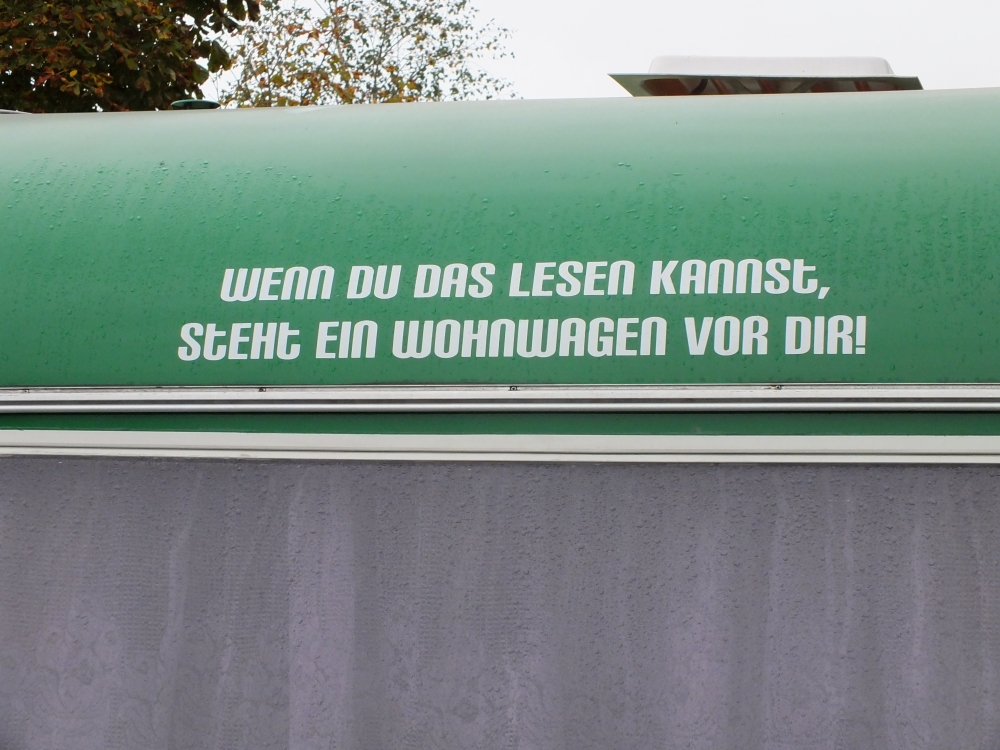 WENN DU DAS LESEN KANNST,
STEHT EIN WOHNWAGEN VOR DIR!